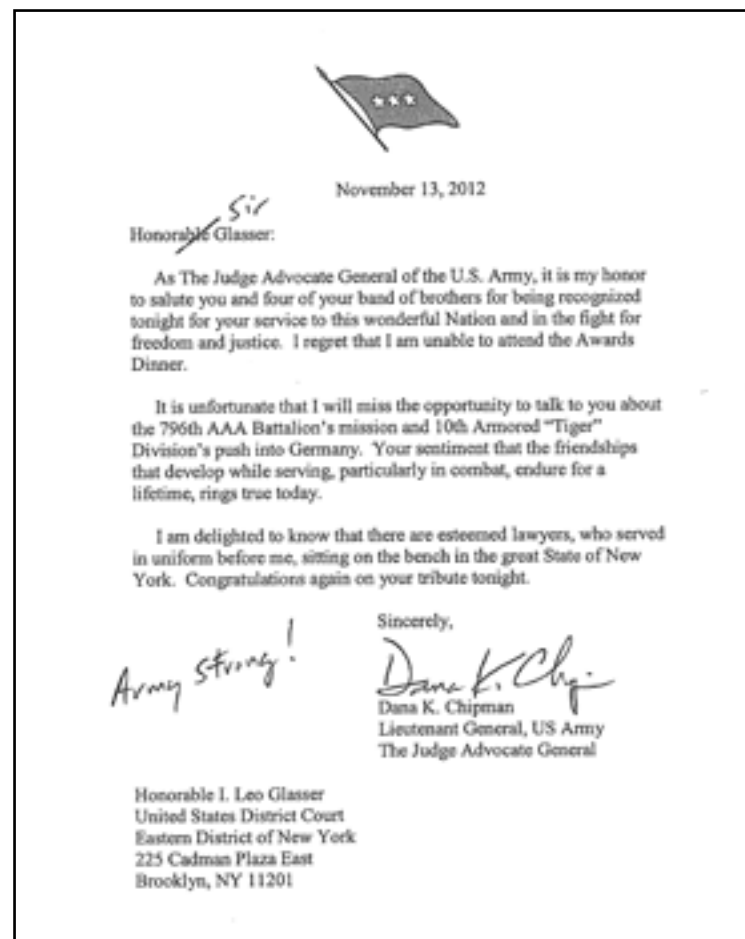 November 13, 2012
Sir
Honorable Glasser:
As The Judge Advocate General of the U.S. Army, it is my honor
to salute you and four of your band of brothers for being recognized
tonight for your service to this wonderful Nation and in the fight for
freedom and justice. I regret that I am unable to attend the Awards
Dinner.
It is unfortunate that I will miss the opportunity to talk to you about
the 796th AAA Battalion's mission and 10th Armored "Tiger"
Division's push into Germany. Your sentiment that the friendships
that develop while serving, particularly in combat, endure for a
lifetime, rings true today.
I am delighted to know that there are esteemed lawyers, who served
in uniform before me, sitting on the bench in the great State of New
York. Congratulations again on your tribute tonight.
Sincerely,
Army Strong!
Dana K. Chip
Dana K. Chipman
Lieutenant General, US Army
The Judge Advocate General
Honorable I. Leo Glasser
United States District Court
Eastern District of New York
225 Cadman Plaza East
Brooklyn, NY 11201